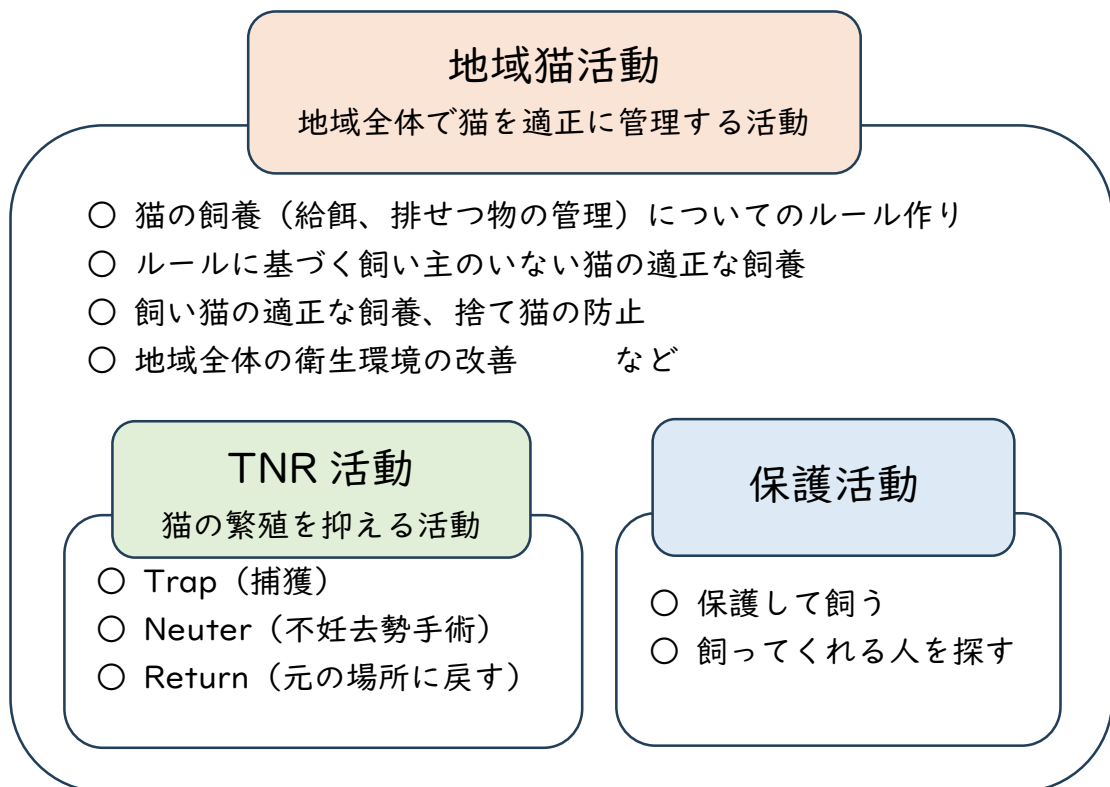 地域猫活動
地域全体で猫を適正に管理する活動
〇 猫の飼養（給餌、排せつ物の管理）についてのルール作り
〇 ルールに基づく飼い主のいない猫の適正な飼養
〇 飼い猫の適正な飼養、捨て猫の防止
〇 地域全体の衛生環境の改善　　　など
TNR 活動
猫の繁殖を抑える活動
〇 Trap（捕獲）
〇 Neuter（不妊去勢手術）
〇 Return（元の場所に戻す）
保護活動
〇 保護して飼う
〇 飼ってくれる人を探す